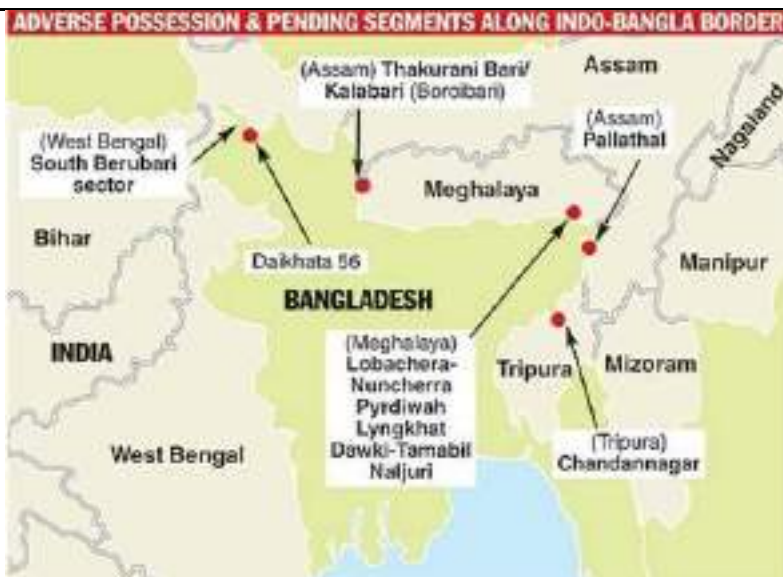 ADVERSE POSSESSION & PENDING SEGMENTS ALONG INDO-BANGLA BORDER
(Assam) Thakurani Bari/
Kalabari (Boroibari)
Assam
(Assam)
Pallathal
Nagaland
(West Bengal)
South Berubari
sector
Meghalaya
Bihar
Daikhata 56
Manipur
BANGLADESH
INDIA
(Meghalaya)
Lobachera-
Nuncherra
Pyrdiwah
Lyngkhat
Dawki-Tamabil
Naljuri
Tripura
Mizoram
West Bengal
(Tripura)
Chandannagar